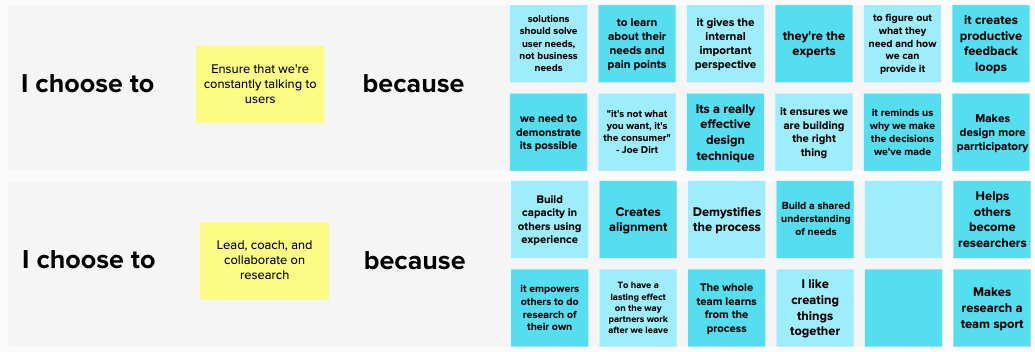 I choose to
Ensure that we're
constantly talking to
users
because
solutions
should solve
user needs,
not business
needs
to learn
about their
needs and
pain points
it gives the
internal
important
perspective
they're the
experts
to figure out
what they
need and how
we can
provide it
it creates
productive
feedback
loops
we need to
demonstrate
its possible
"it's not what
you want, it's
the consumer"
- Joe Dirt
Its a really
effective
design
technique
it ensures we
are building
the right
thing
it reminds us
why we make
the decisions
we've made
Makes
design more
parrticipatory
I choose to
Lead, coach, and
collaborate on
research
because
Build
capacity in
others using
experience
Creates
alignment
Demystifies
the process
Build a shared
understanding
of needs
Helps
others
become
researchers
it empowers
others to do
research of
their own
To have a
lasting effect
on the way
partners work
after we leave
The whole
team learns
from the
process
I like
creating
things
together
Makes
research a
team sport